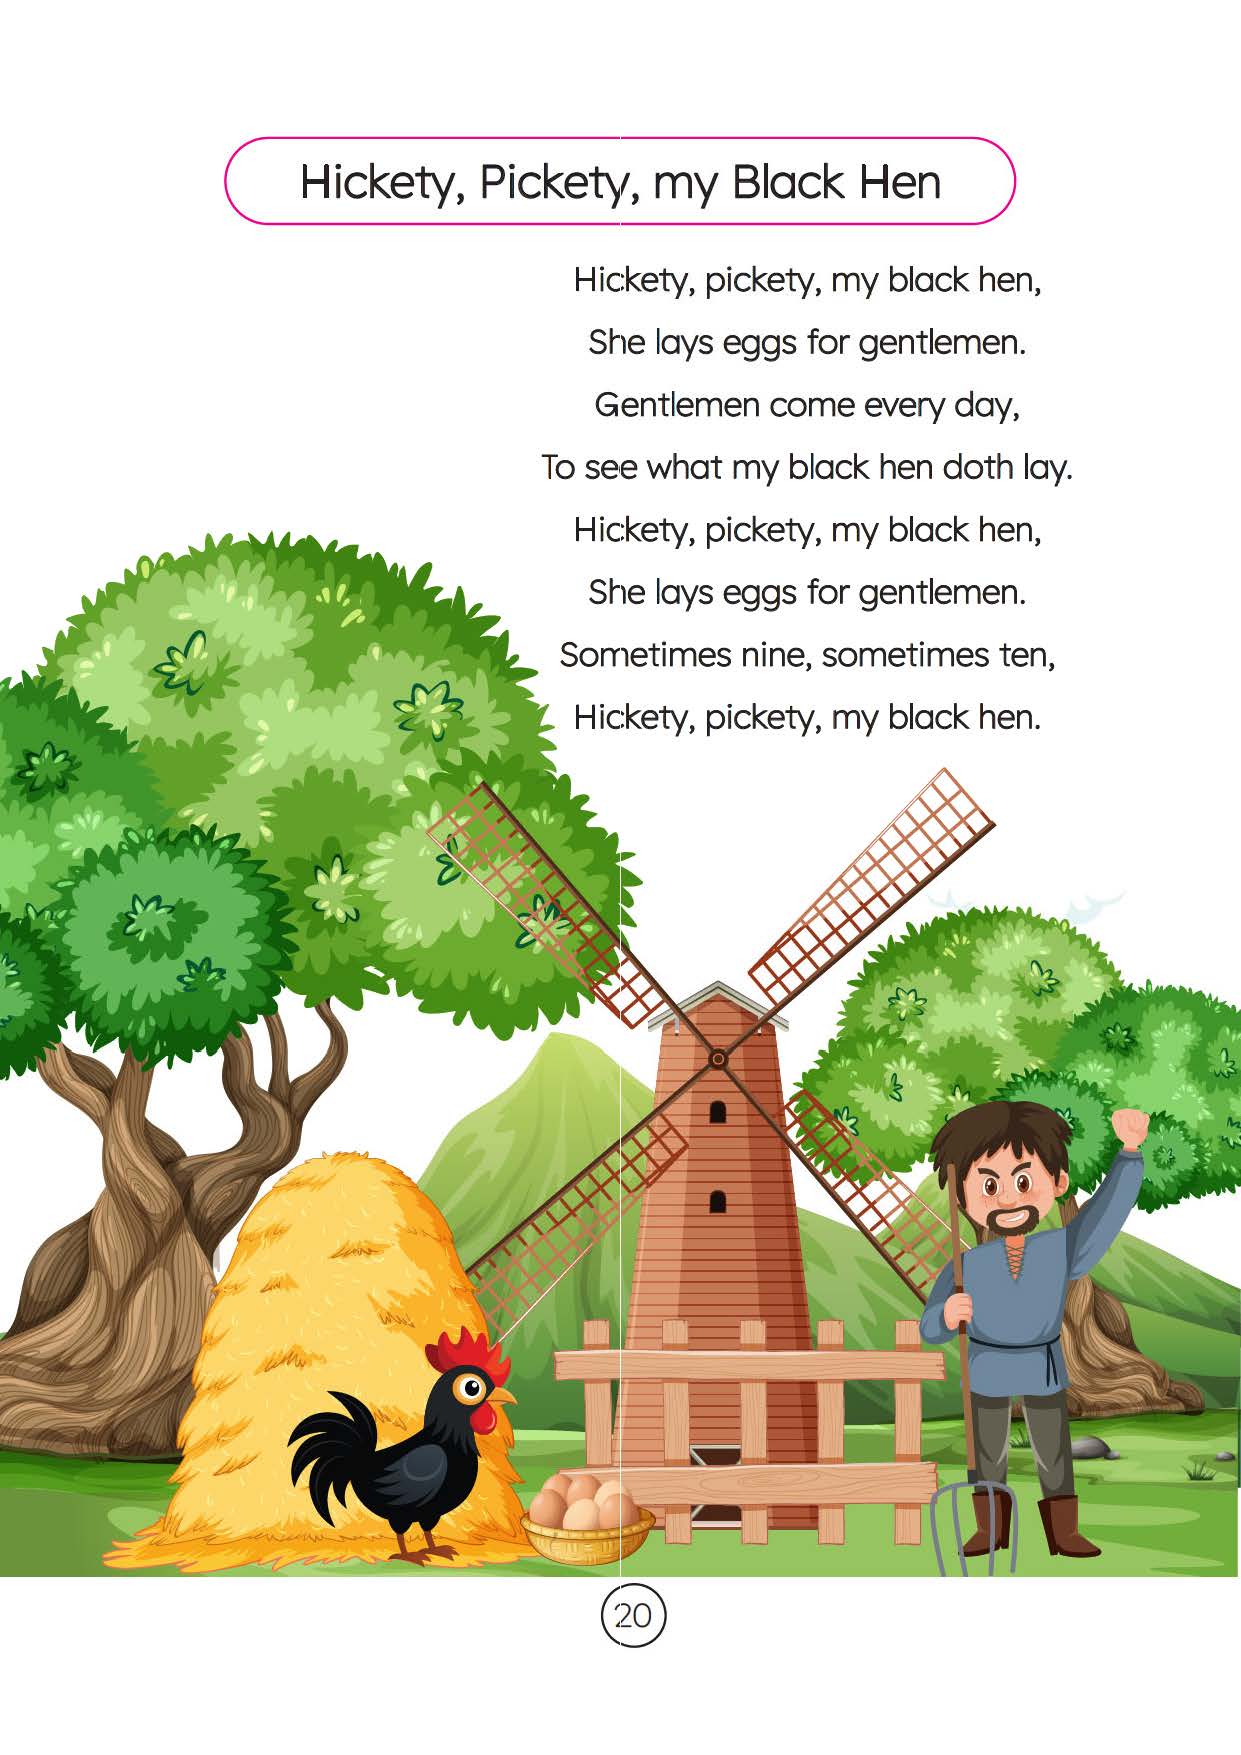 Hickety, Pickety, my Black Hen
Hickety, pickety, my black hen,
She lays eggs for gentlemen.
Gentlemen come every day,
To see what my black hen doth lay.
Hickety, pickety, my black hen,
She lays eggs for gentlemen.
Sometimes nine, sometimes ten,
Hickety, pickety, my black hen.
20